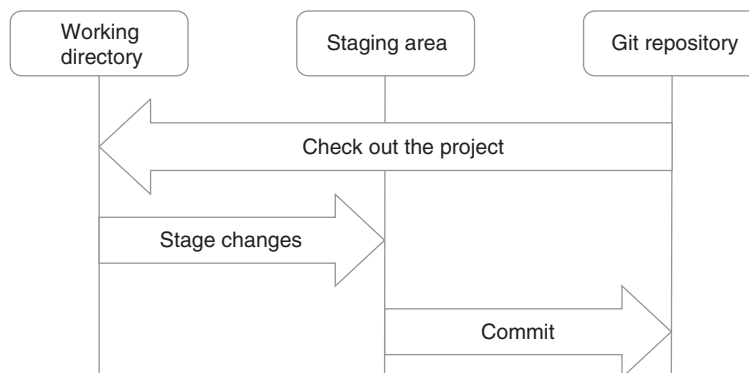 Working
directory
Staging area
Git repository
Check out the project
Stage changes
Commit